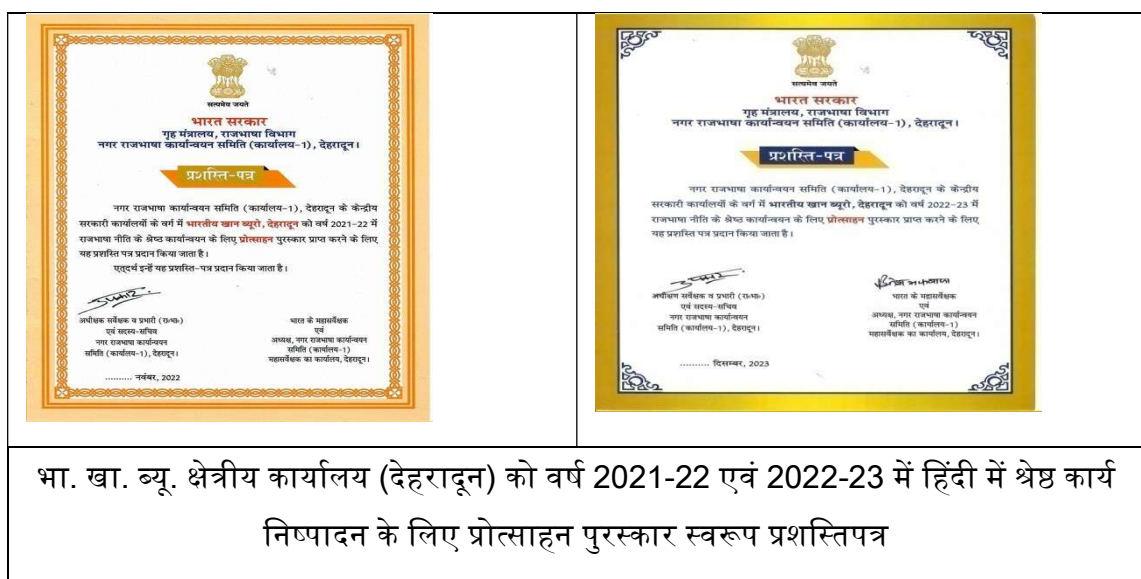 सत्यमेव जयते
भारत सरकार
गृह मंत्रालय, राजभाषा विभाग
नगर राजभाषा कार्यान्वयन समिति (कार्यालय-1), देहरादून।
प्रशस्ति-पत्र
नगर राजभाषा कार्यान्वयन समिति (कार्यालय-1), देहरादून के केन्द्रीय
सरकारी कार्यालयों के वर्ग में भारतीय खान ब्यूरो, देहरादून को वर्ष 2021-22 में
राजभाषा नीति के श्रेष्ठ कार्यान्वयन के लिए प्रोत्साहन पुरस्कार प्राप्त करने के लिए
यह प्रशस्ति पत्र प्रदान किया जाता है।
एतद्दर्थ इन्हें यह प्रशस्ति-पत्र प्रदान किया जाता है।
अधीक्षक सर्वेक्षक व प्रभारी (रा०भा०)
एवं सदस्य-सचिव
नगर राजभाषा कार्यान्वयन
समिति (कार्यालय-1), देहरादून।
भारत के महासर्वेक्षक
एवं
अध्यक्ष, नगर राजभाषा कार्यान्वयन
समिति (कार्यालय-1)
महासर्वेक्षक का कार्यालय, देहरादून।
.......... नवंबर, 2022
सत्यमेव जयते
भारत सरकार
गृह मंत्रालय, राजभाषा विभाग
नगर राजभाषा कार्यान्वयन समिति (कार्यालय-1), देहरादून।
प्रशस्ति-पत्र
नगर राजभाषा कार्यान्वयन समिति (कार्यालय-1), देहरादून के केन्द्रीय
सरकारी कार्यालयों के वर्ग में भारतीय खान ब्यूरो, देहरादून को वर्ष 2022-23 में
राजभाषा नीति के श्रेष्ठ कार्यान्वयन के लिए प्रोत्साहन पुरस्कार प्राप्त करने के लिए
यह प्रशस्ति पत्र प्रदान किया जाता है।
अधीक्षण सर्वेक्षक व प्रभारी (रा०भा०)
एवं सदस्य-सचिव
नगर राजभाषा कार्यान्वयन
समिति (कार्यालय-1), देहरादून।
भारत के महासर्वेक्षक
एवं
अध्यक्ष, नगर राजभाषा कार्यान्वयन
समिति (कार्यालय-1)
महासर्वेक्षक का कार्यालय, देहरादून।
.......... दिसम्बर, 2023
भा. खा. ब्यू. क्षेत्रीय कार्यालय (देहरादून) को वर्ष 2021-22 एवं 2022-23 में हिंदी में श्रेष्ठ कार्य
निष्पादन के लिए प्रोत्साहन पुरस्कार स्वरूप प्रशस्तिपत्र